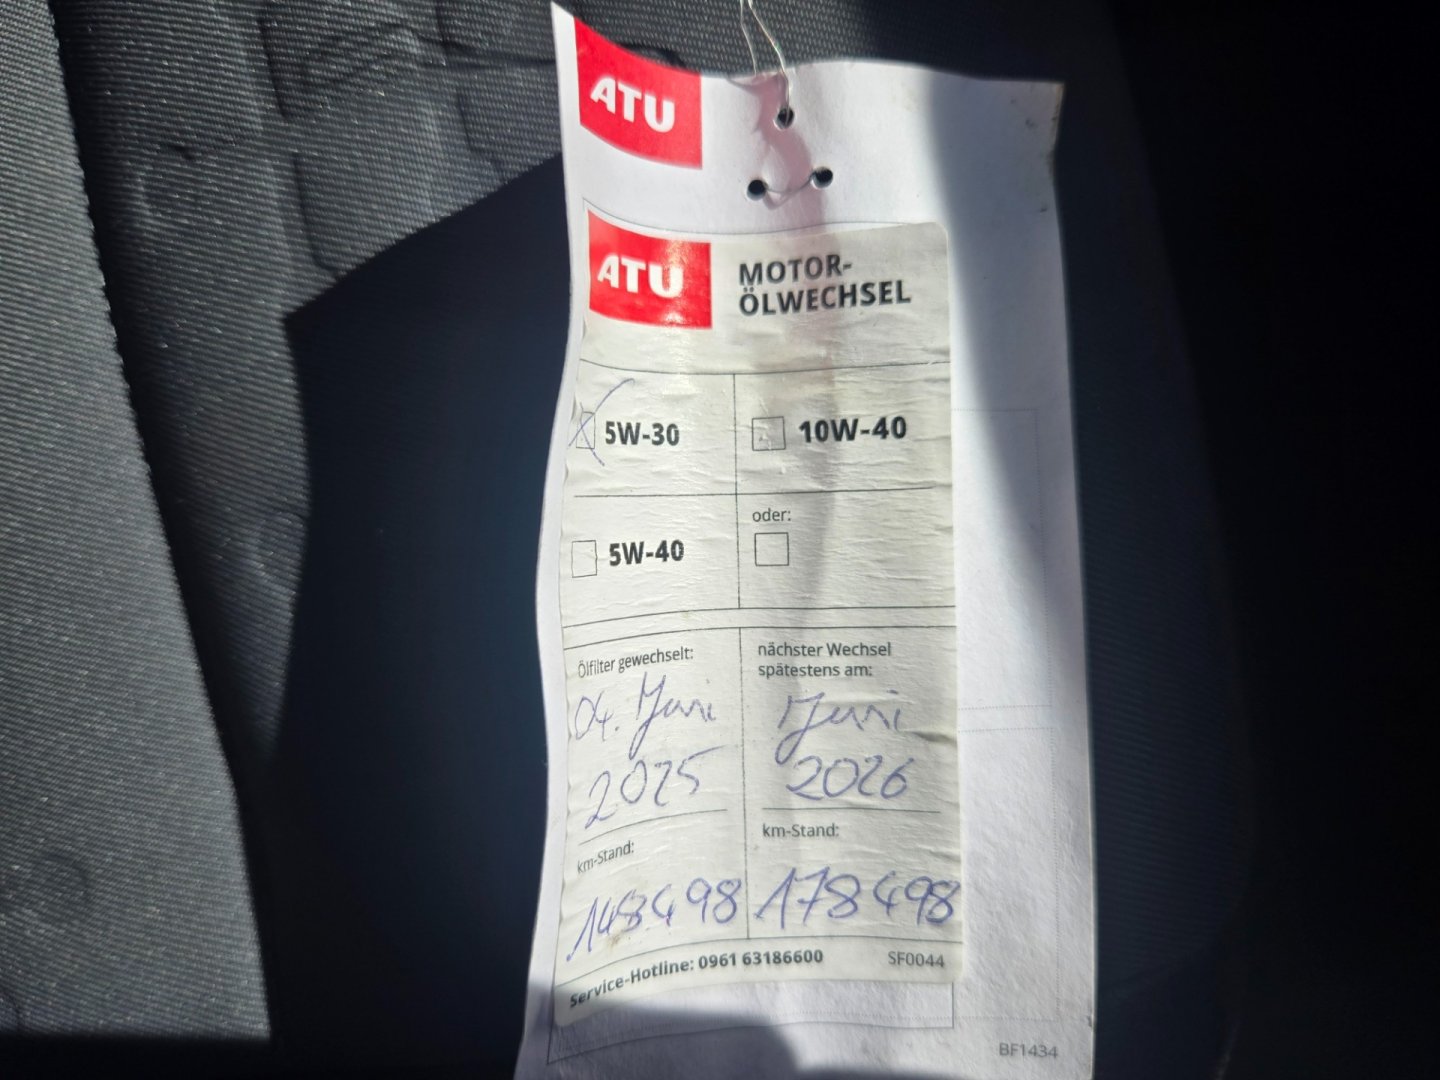 ATU
ATU
MOTOR-
ÖLWECHSEL
5W-30
10W-40
5W-40
oder:
Ölfilter gewechselt:
04. Juni
2025
nächster Wechsel
spätestens am:
Juni
2026
km-Stand:
148498
km-Stand:
178498
Service-Hotline: 0961 63186600
SF0044
BF1434